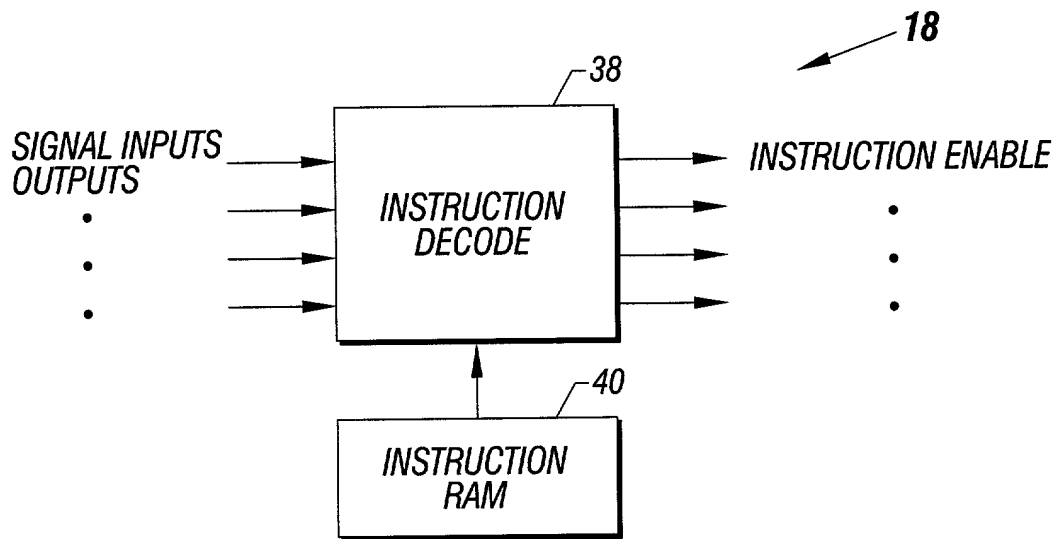 18
38
SIGNAL INPUTS
OUTPUTS
INSTRUCTION
DECODE
INSTRUCTION ENABLE
40
INSTRUCTION
RAM